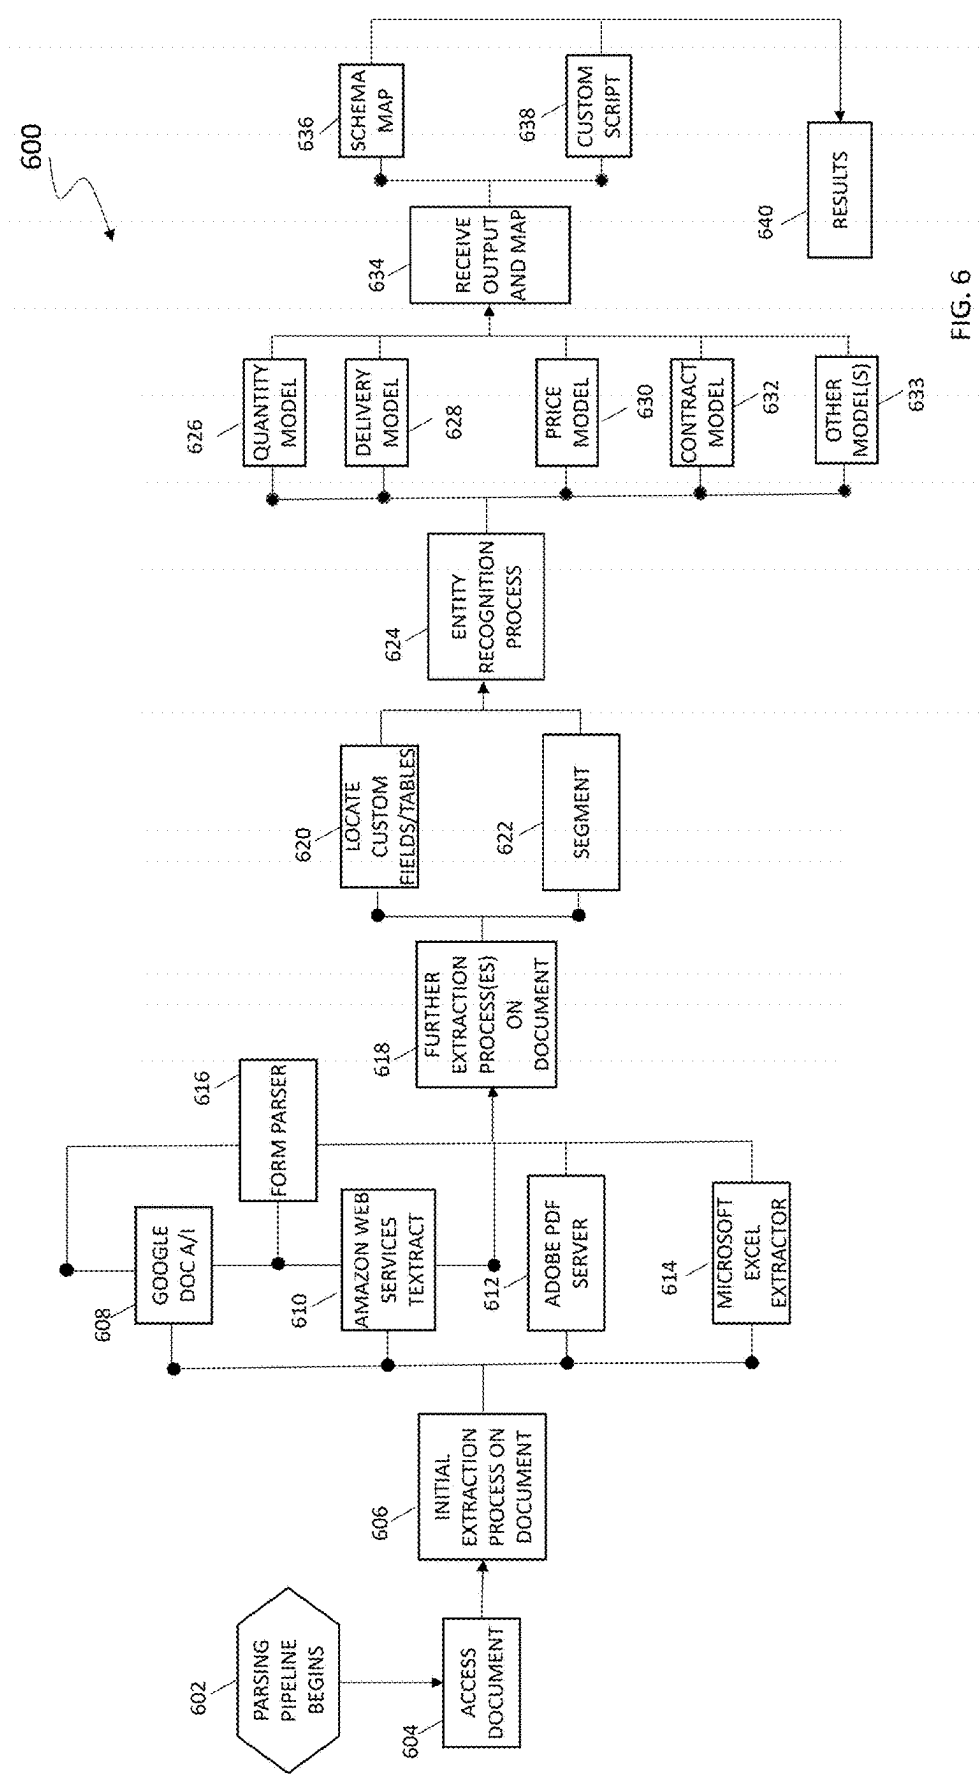 600
602
PARSING
PIPELINE
BEGINS
604
ACCESS
DOCUMENT
606
INITIAL
EXTRACTION
PROCESS ON
DOCUMENT
608
GOOGLE
DOC A/I
610
AMAZON WEB
SERVICES
TEXTRACT
612
ADOBE PDF
SERVER
614
MICROSOFT
EXCEL
EXTRACTOR
616
FORM PARSER
618
FURTHER
EXTRACTION
PROCESS(ES)
ON
DOCUMENT
620
LOCATE
CUSTOM
FIELDS/TABLES
622
SEGMENT
624
ENTITY
RECOGNITION
PROCESS
626
QUANTITY
MODEL
628
DELIVERY
MODEL
630
PRICE
MODEL
632
CONTRACT
MODEL
633
OTHER
MODEL(S)
634
RECEIVE
OUTPUT
AND MAP
636
SCHEMA
MAP
638
CUSTOM
SCRIPT
640
RESULTS
FIG. 6